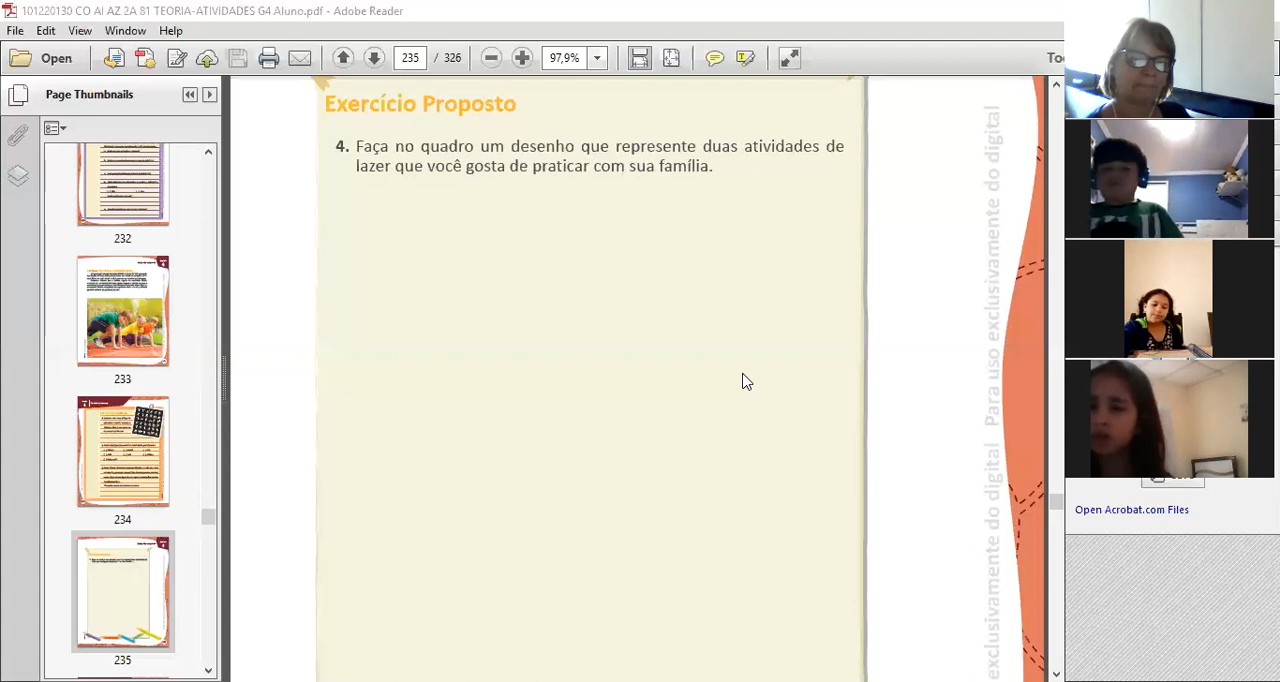 101220130 CO AI AZ 2A 81 TEORIA-ATIVIDADES G4 Aluno.pdf - Adobe Reader
File Edit View Window Help
Open 235 / 326 97,9% Too
Page Thumbnails
232
233
234
235
Exercício Proposto
4. Faça no quadro um desenho que represente duas atividades de
lazer que você gosta de praticar com sua família.
exclusivamente do digital Para uso exclusivamente do digital
Open Acrobat.com Files